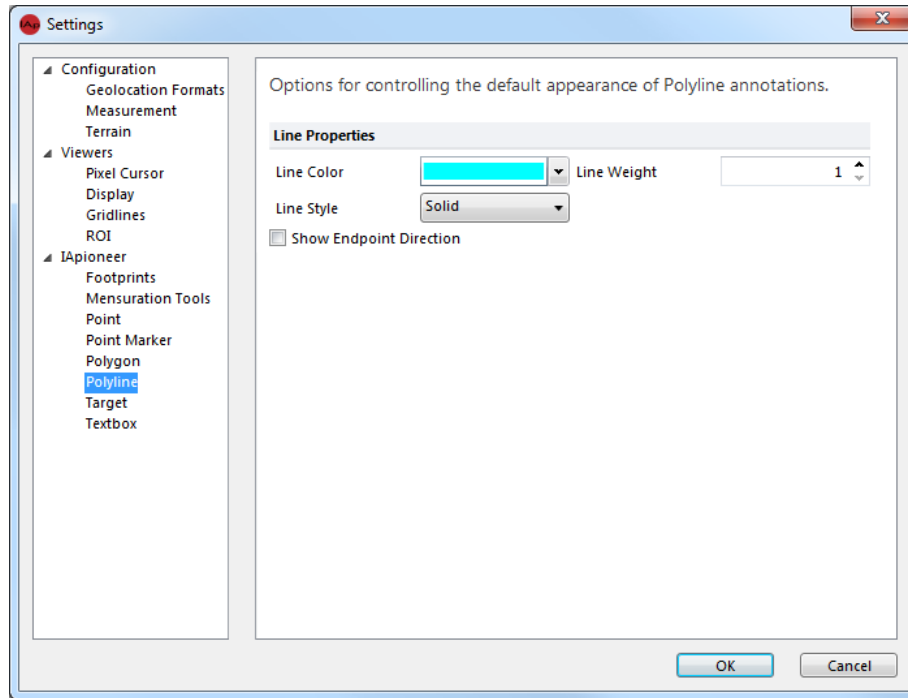 IAp Settings
Configuration
Geolocation Formats
Measurement
Terrain
Viewers
Pixel Cursor
Display
Gridlines
ROI
IApioneer
Footprints
Mensuration Tools
Point
Point Marker
Polygon
Polyline
Target
Textbox
Options for controlling the default appearance of Polyline annotations.
Line Properties
Line Color Line Weight 1
Line Style Solid
Show Endpoint Direction
OK Cancel